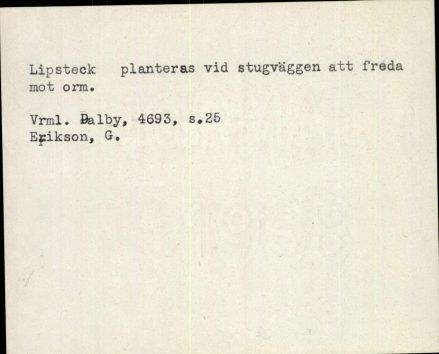 Lipsteck planteras vid stugväggen att freda
mot orm.
Vrml. Dalby, 4693, s.25
Erikson, G.